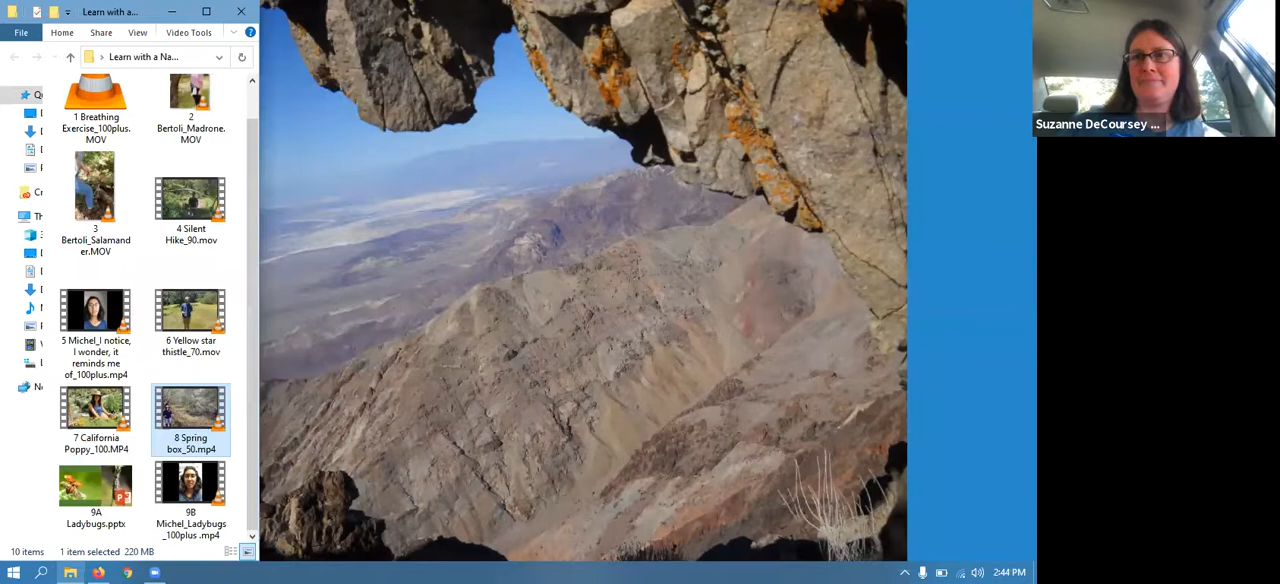 Learn with a...
File
Home
Share
View
Video Tools
Learn with a Na...
1 Breathing
Exercise_100plus.
MOV
2
Bertoli_Madrone.
MOV
3
Bertoli_Salamand
er.MOV
4 Silent
Hike_90.mov
5 Michel_I notice,
I wonder, it
reminds me
of_100plus.mp4
6 Yellow star
thistle_70.mov
7 California
Poppy_100.MP4
8 Spring
box_50.mp4
9A
Ladybugs.pptx
9B
Michel_Ladybugs
_100plus .mp4
10 items
1 item selected 220 MB
Suzanne DeCoursey ...
2:44 PM